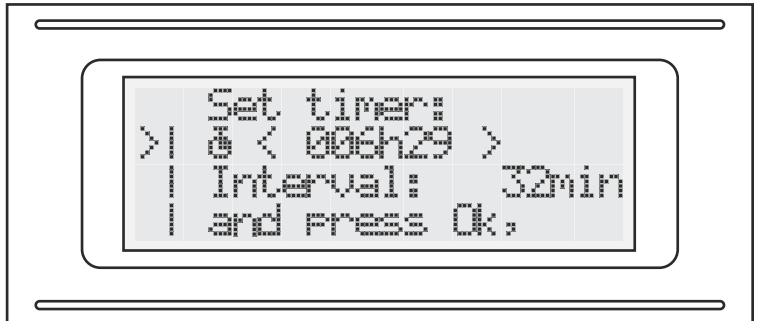 Set timer:
>| ⏱ < 006h29 >
| Interval: 32min
| and press Ok,